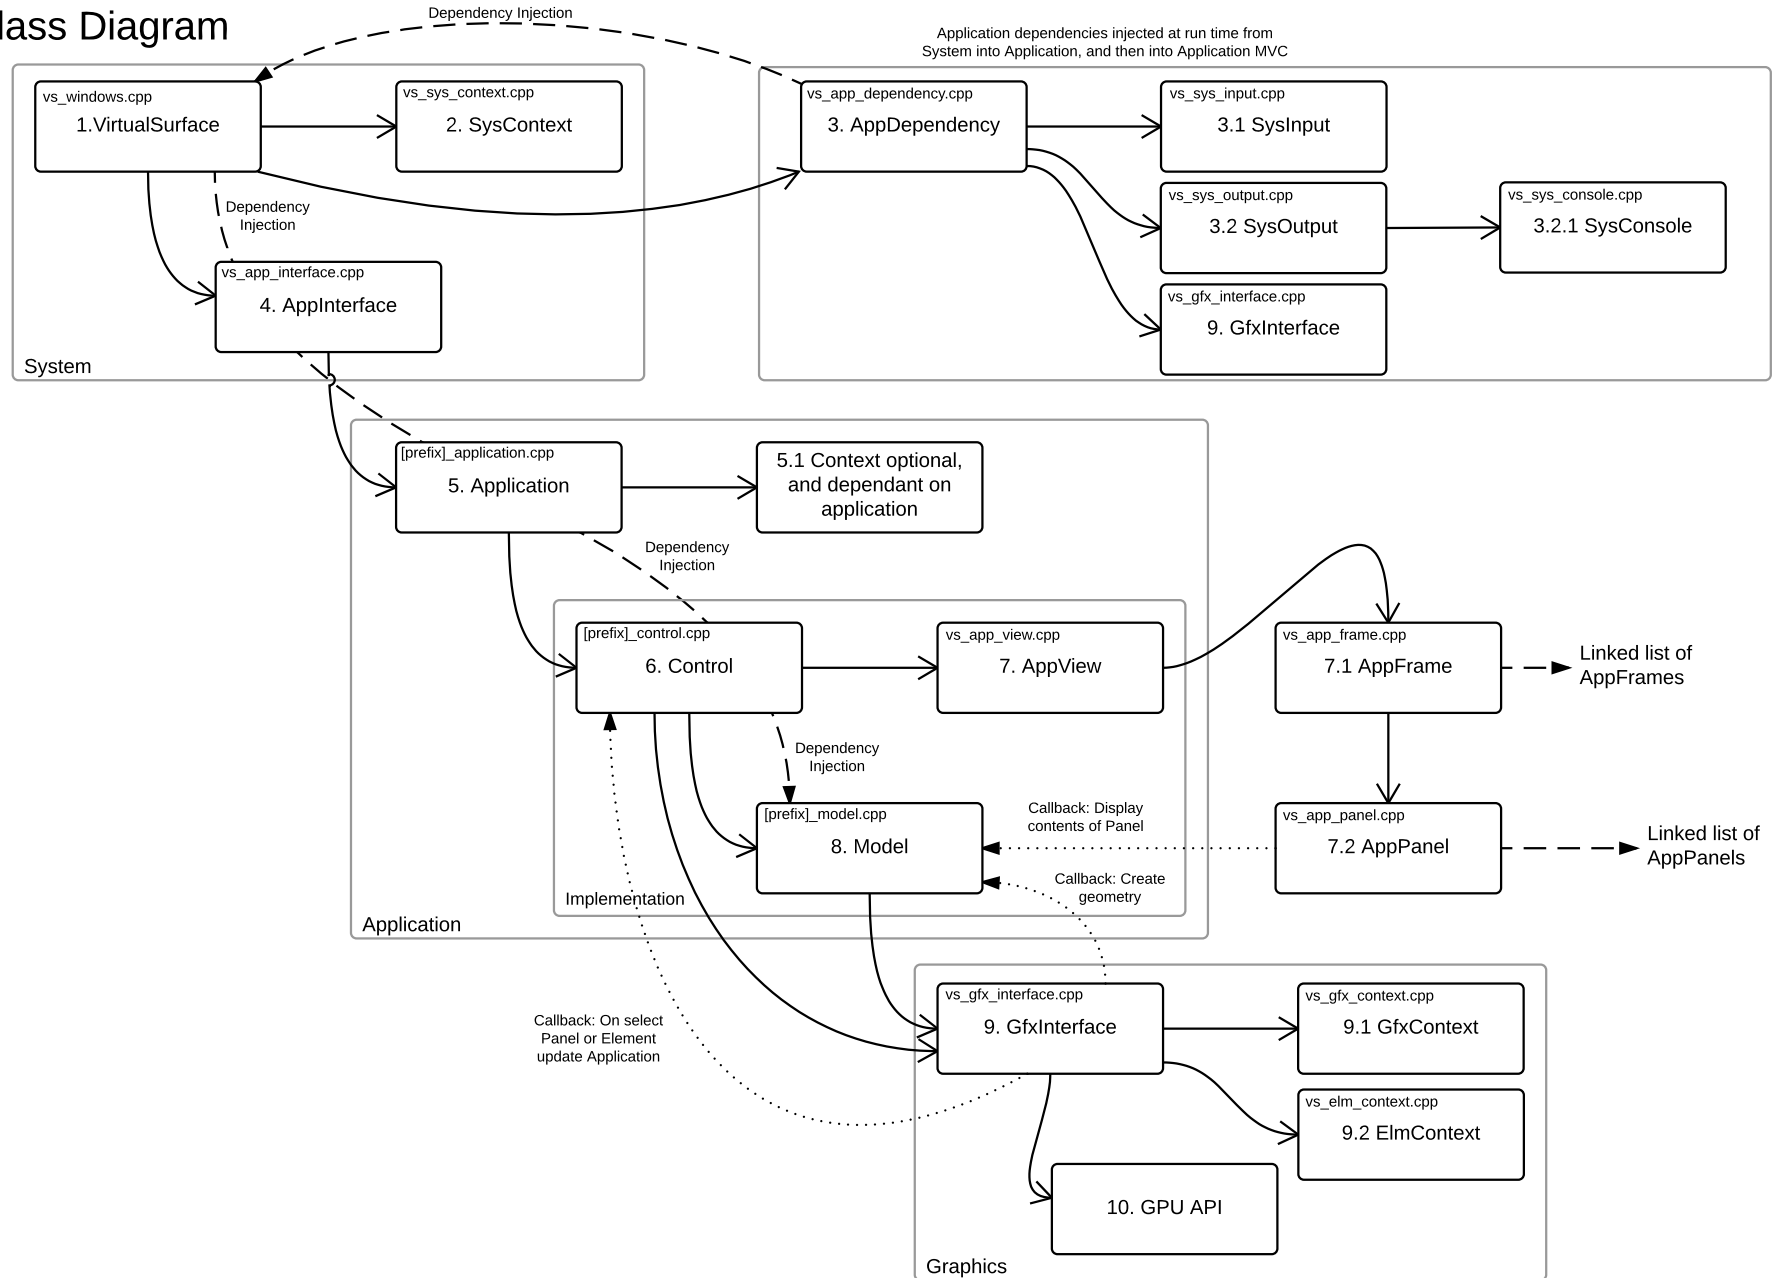 lass Diagram
Dependency Injection
Application dependencies injected at run time from
System into Application, and then into Application MVC
vs_windows.cpp
1.VirtualSurface
vs_sys_context.cpp
2. SysContext
vs_app_dependency.cpp
3. AppDependency
vs_sys_input.cpp
3.1 SysInput
Dependency
Injection
vs_sys_output.cpp
3.2 SysOutput
vs_sys_console.cpp
3.2.1 SysConsole
vs_app_interface.cpp
4. AppInterface
vs_gfx_interface.cpp
9. GfxInterface
System
[prefix]_application.cpp
5. Application
5.1 Context optional,
and dependant on
application
Dependency
Injection
[prefix]_control.cpp
6. Control
vs_app_view.cpp
7. AppView
vs_app_frame.cpp
7.1 AppFrame
Linked list of
AppFrames
Dependency
Injection
[prefix]_model.cpp
8. Model
Callback: Display
contents of Panel
vs_app_panel.cpp
7.2 AppPanel
Linked list of
AppPanels
Callback: Create
geometry
Implementation
Application
vs_gfx_interface.cpp
9. GfxInterface
vs_gfx_context.cpp
9.1 GfxContext
Callback: On select
Panel or Element
update Application
vs_elm_context.cpp
9.2 ElmContext
10. GPU API
Graphics